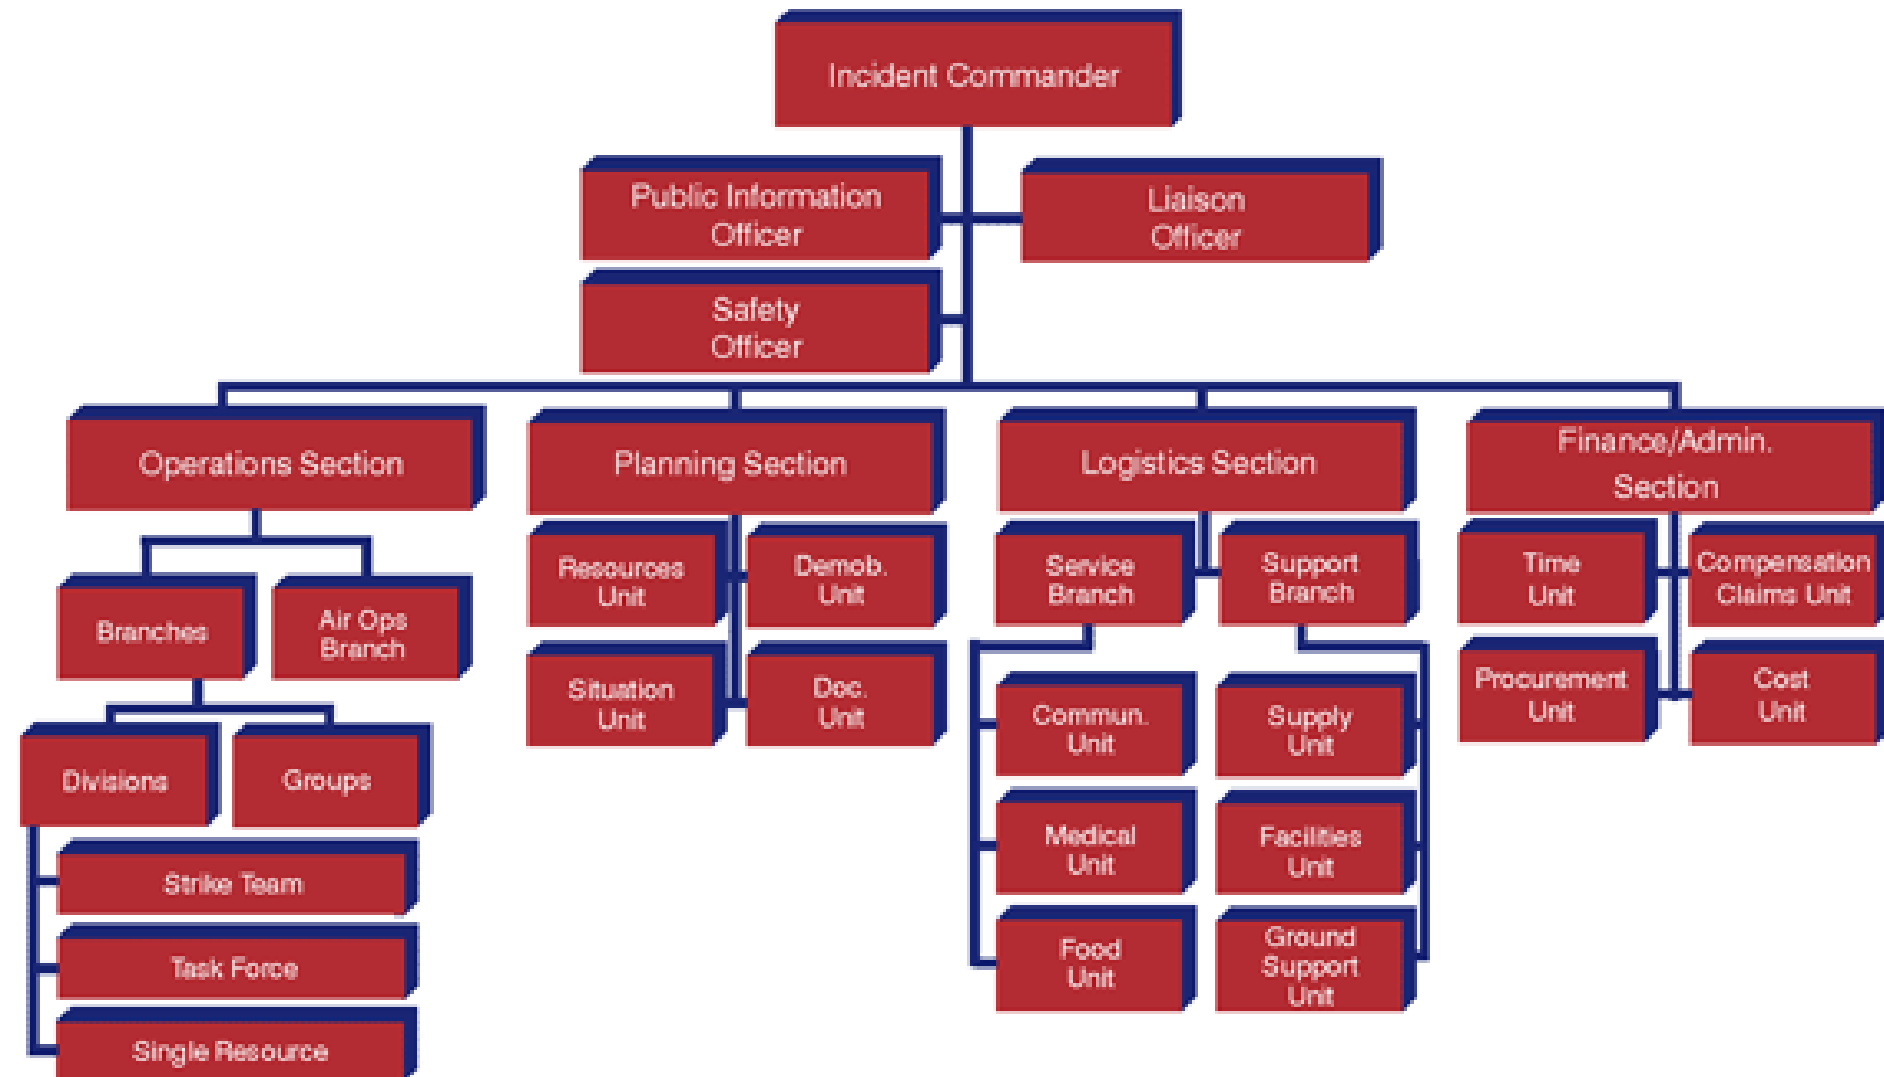 Incident Commander
Public Information
Officer
Liaison
Officer
Safety
Officer
Operations Section
Planning Section
Logistics Section
Finance/Admin.
Section
Branches
Air Ops
Branch
Divisions
Groups
Strike Team
Task Force
Single Resource
Resources
Unit
Demob.
Unit
Situation
Unit
Doc.
Unit
Service
Branch
Support
Branch
Commun.
Unit
Supply
Unit
Medical
Unit
Facilities
Unit
Food
Unit
Ground
Support
Unit
Time
Unit
Compensation
Claims Unit
Procurement
Unit
Cost
Unit